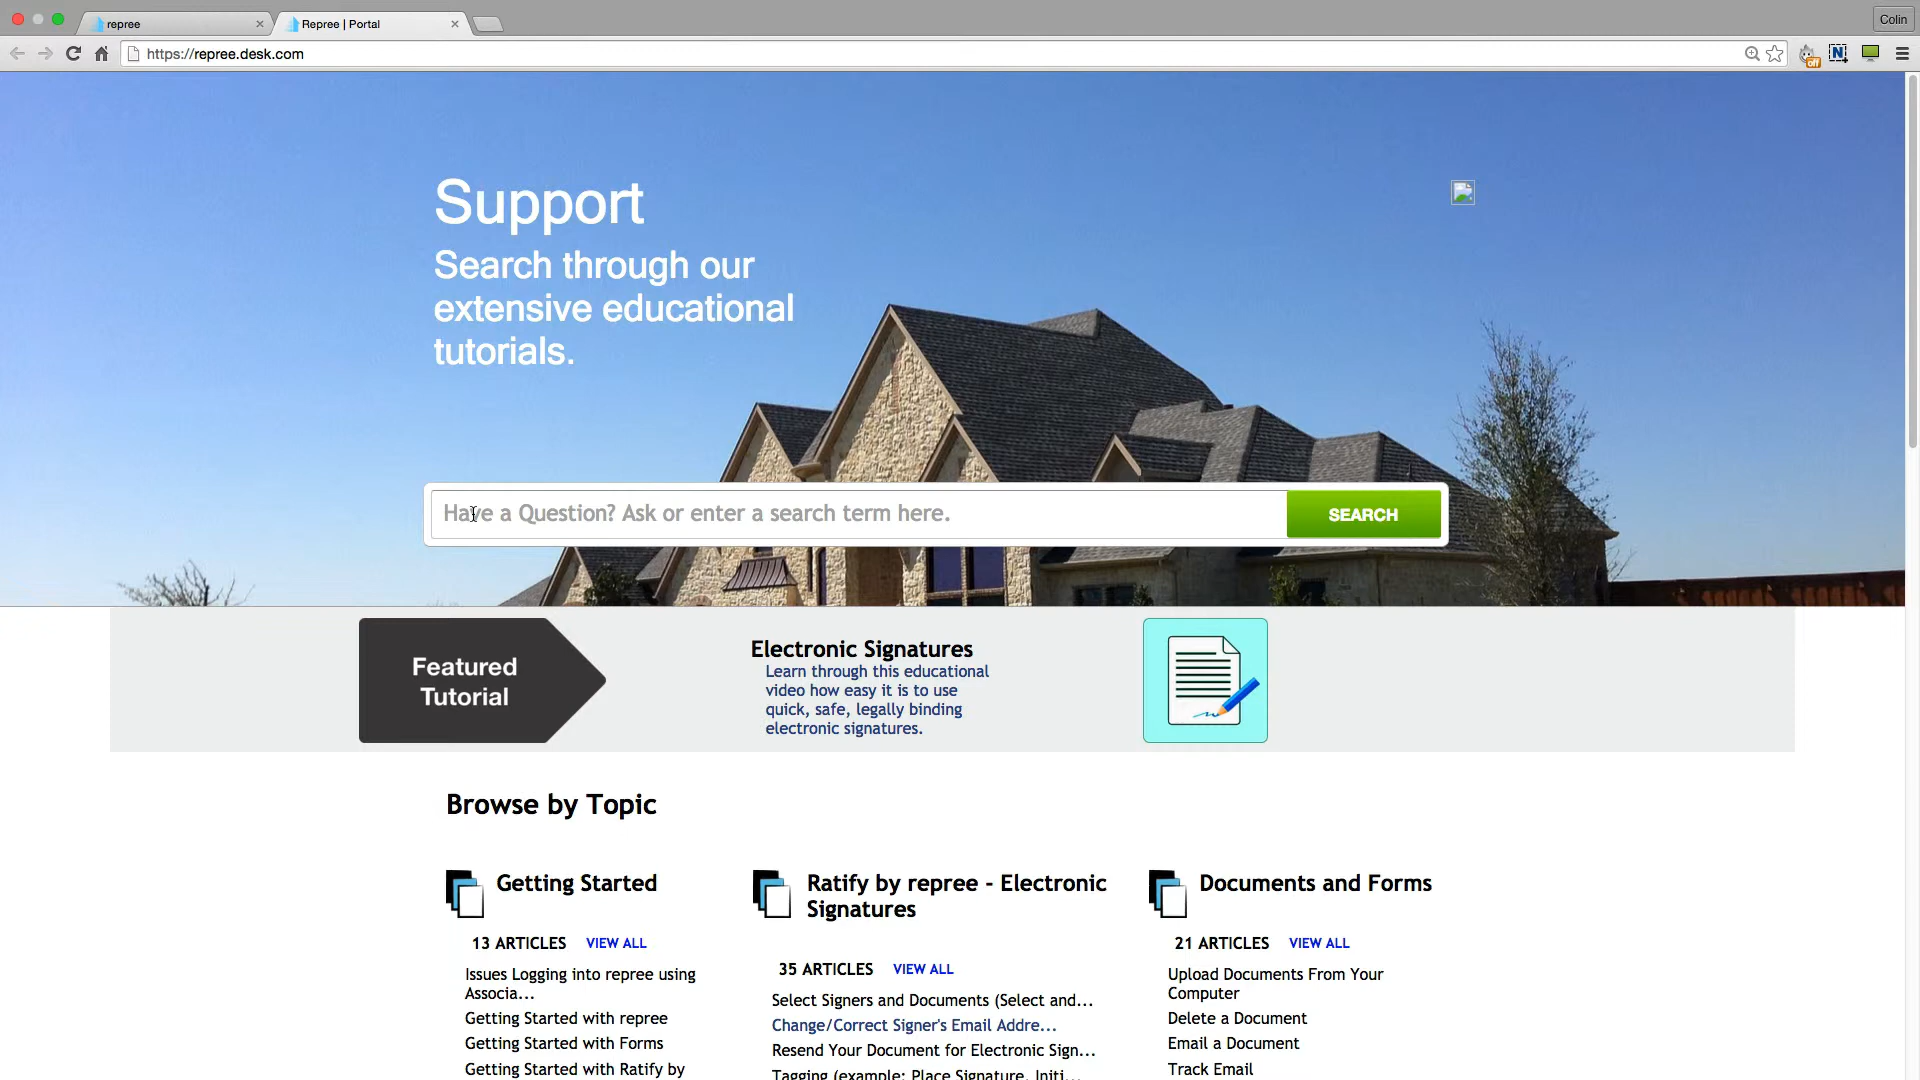 repree
Repree | Portal
Colin
https://repree.desk.com
off
N
Support
Search through our
extensive educational
tutorials.
Have a Question? Ask or enter a search term here.
SEARCH
Featured
Tutorial
Electronic Signatures
Learn through this educational
video how easy it is to use
quick, safe, legally binding
electronic signatures.
Browse by Topic
Getting Started
13 ARTICLES VIEW ALL
Issues Logging into repree using
Associa...
Getting Started with repree
Getting Started with Forms
Getting Started with Ratify by
Ratify by repree - Electronic
Signatures
35 ARTICLES VIEW ALL
Select Signers and Documents (Select and...
Change/Correct Signer's Email Addre...
Resend Your Document for Electronic Sign...
Tagging (example: Place Signature, Initi...
Documents and Forms
21 ARTICLES VIEW ALL
Upload Documents From Your
Computer
Delete a Document
Email a Document
Track Email